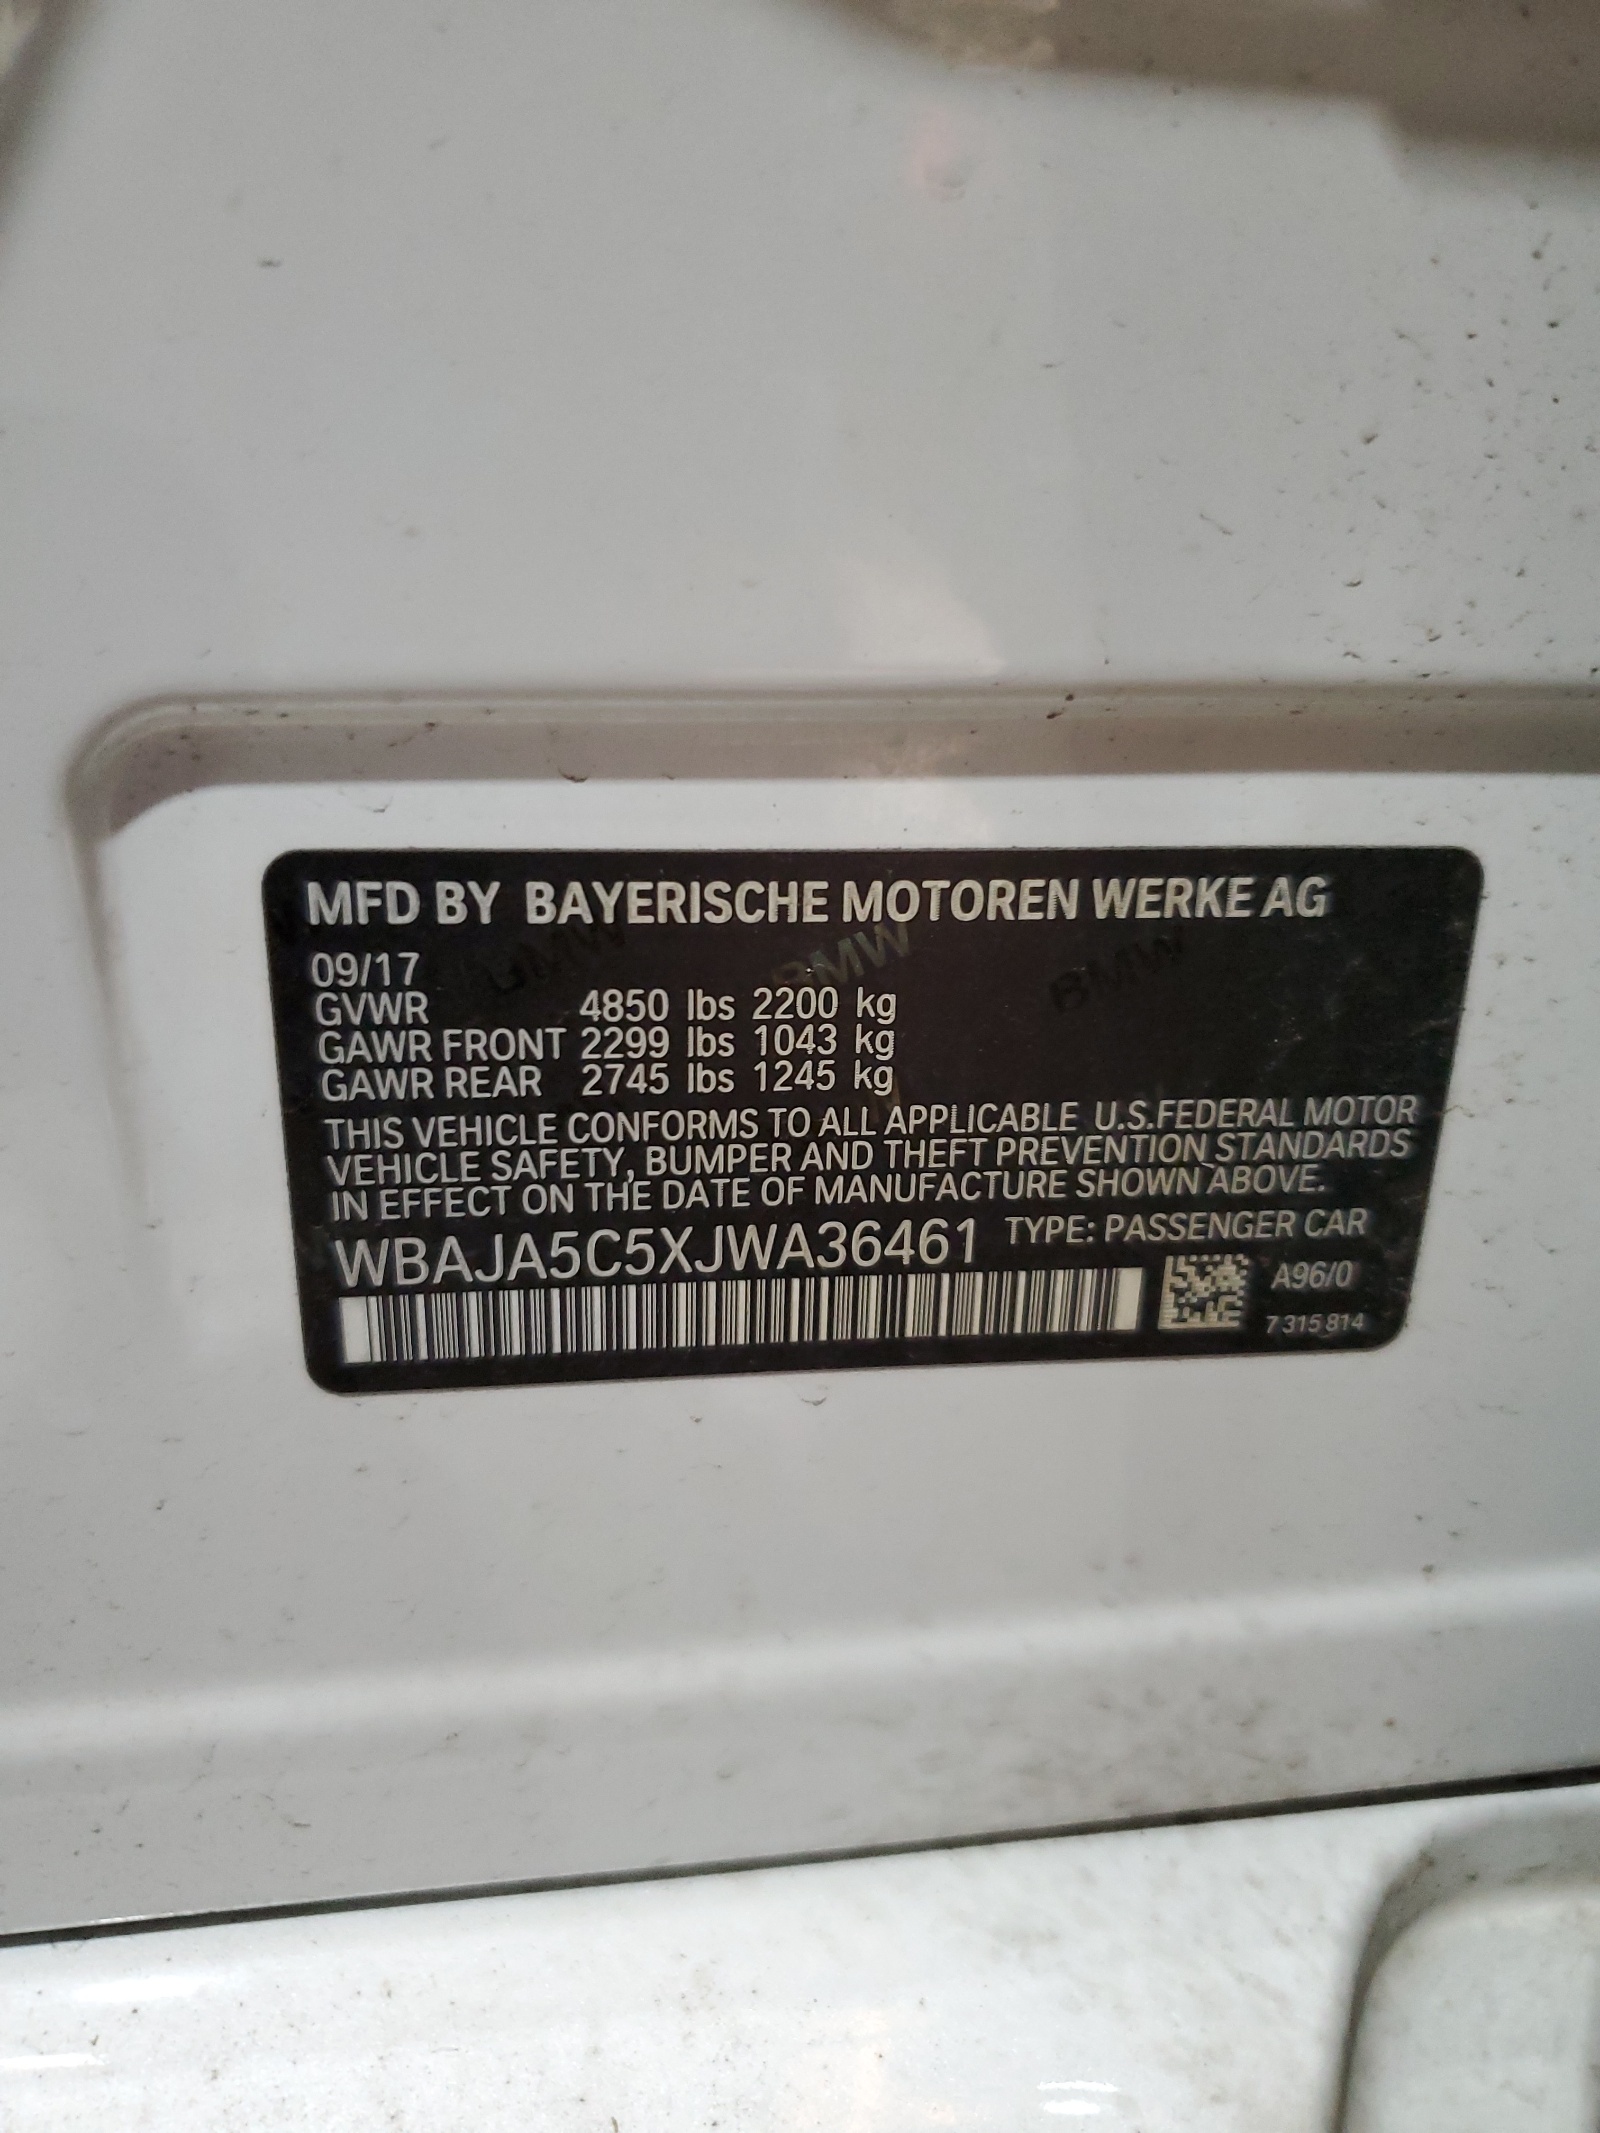 MFD BY BAYERISCHE MOTOREN WERKE AG
BMW BMW BMW
09/17
GVWR 4850 lbs 2200 kg
GAWR FRONT 2299 lbs 1043 kg
GAWR REAR 2745 lbs 1245 kg
THIS VEHICLE CONFORMS TO ALL APPLICABLE U.S.FEDERAL MOTOR
VEHICLE SAFETY, BUMPER AND THEFT PREVENTION STANDARDS
IN EFFECT ON THE DATE OF MANUFACTURE SHOWN ABOVE.
WBAJA5C5XJWA36461 TYPE: PASSENGER CAR
A96/0
7 315 814